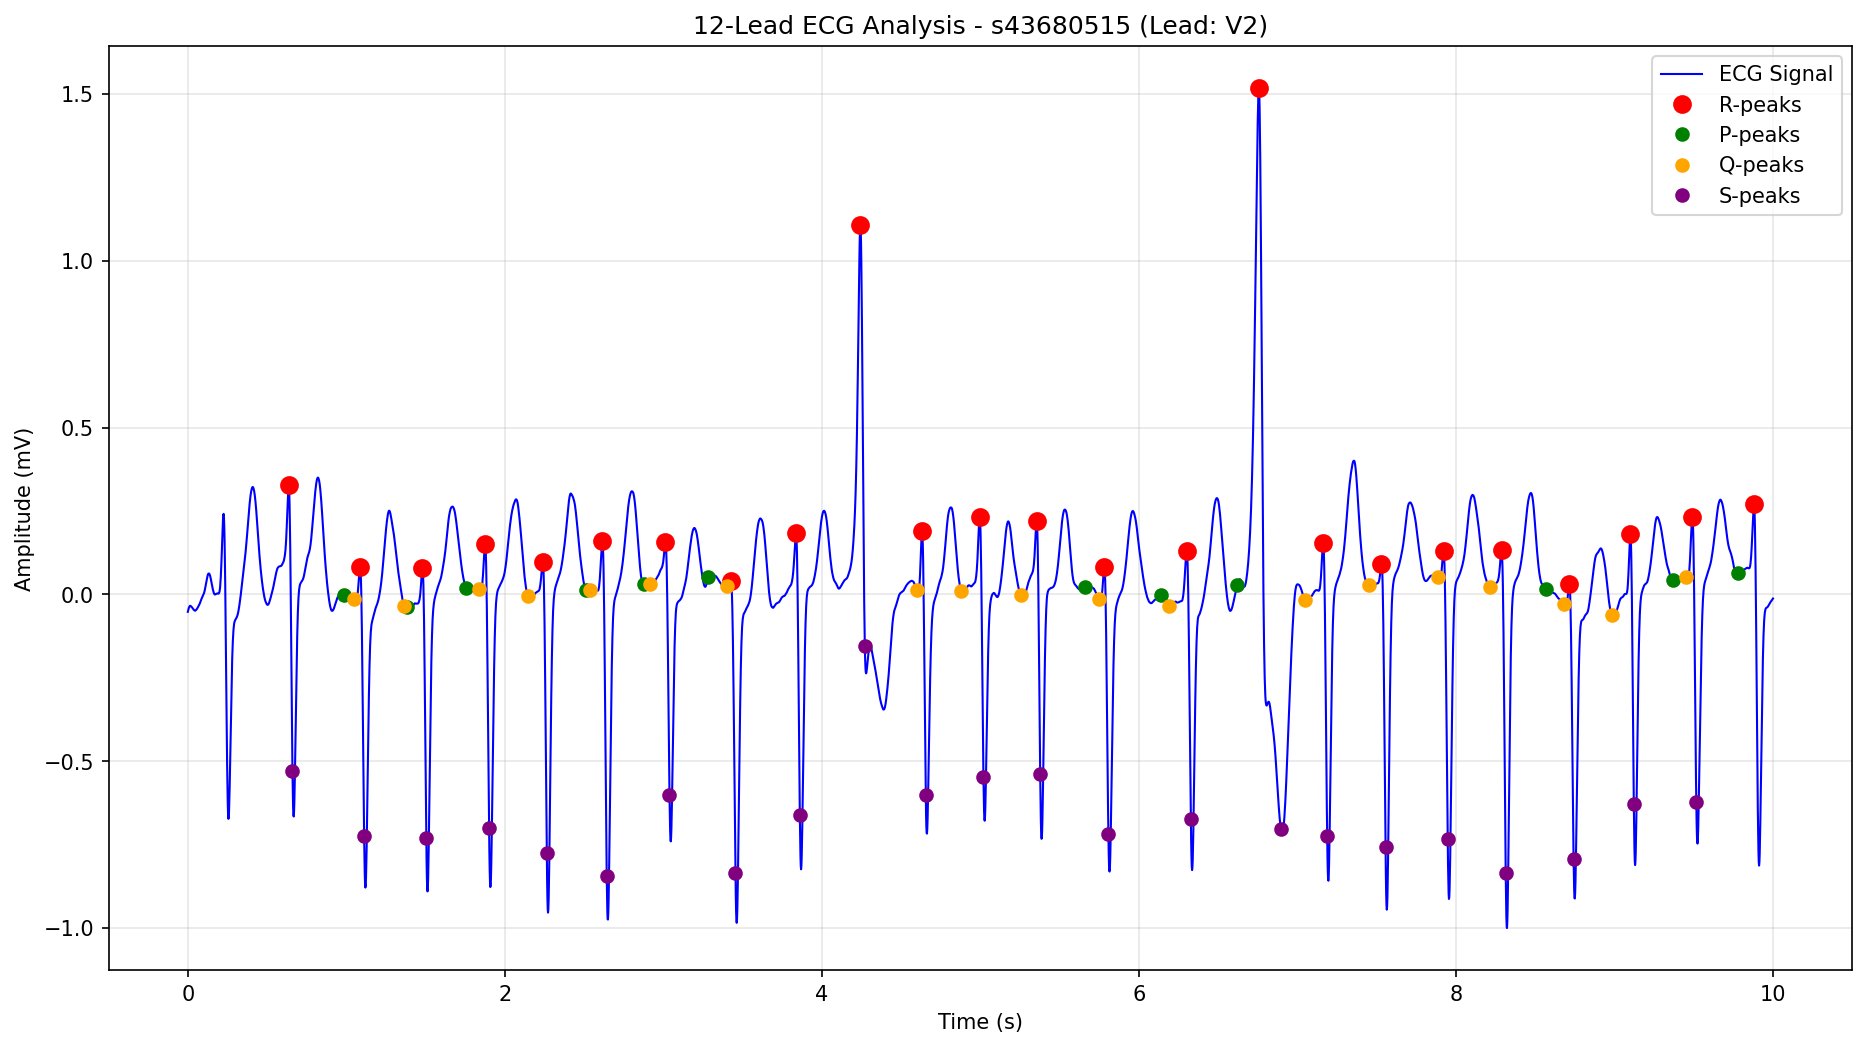 12-Lead ECG Analysis - s43680515 (Lead: V2)
ECG Signal
R-peaks
P-peaks
Q-peaks
S-peaks
Amplitude (mV)
1.5
1.0
0.5
0.0
−0.5
−1.0
0 2 4 6 8 10
Time (s)